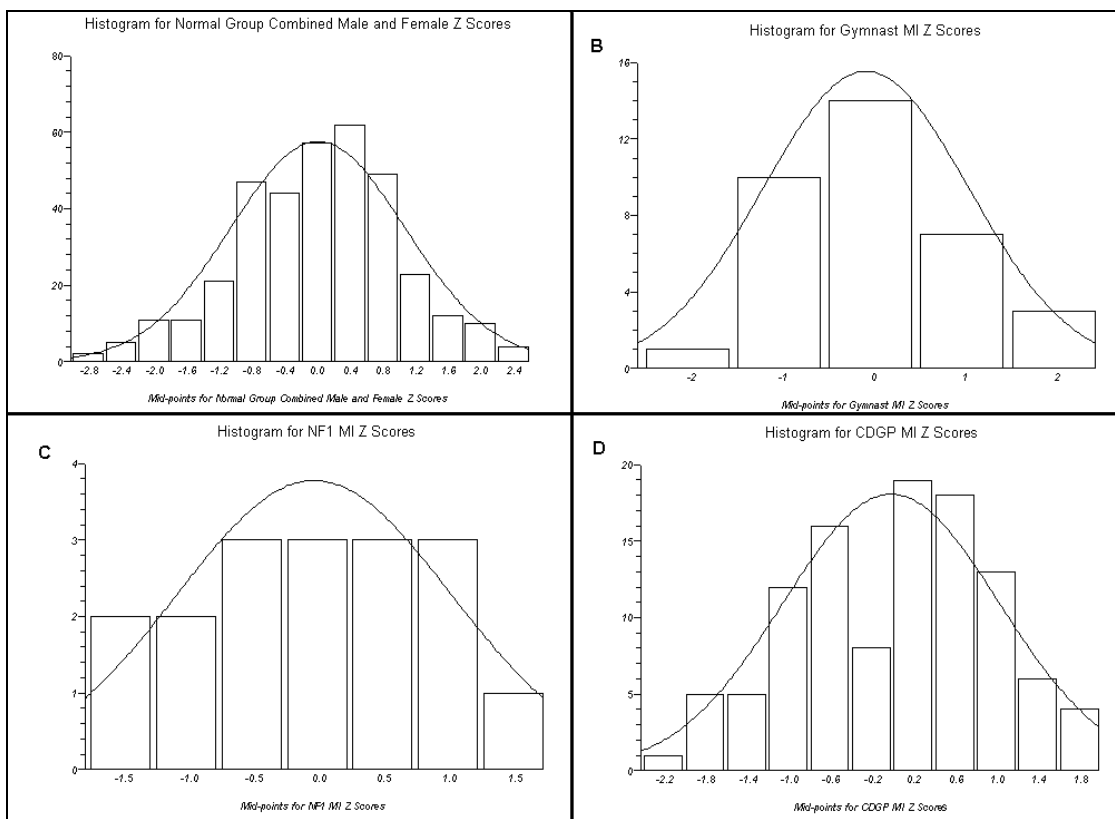 Histogram for Normal Group Combined Male and Female Z Scores
80
60
40
20
0
-2.8 -2.4 -2.0 -1.6 -1.2 -0.8 -0.4 0.0 0.4 0.8 1.2 1.6 2.0 2.4
Mid-points for Normal Group Combined Male and Female Z Scores
B
Histogram for Gymnast MI Z Scores
16
12
8
4
0
-2 -1 0 1 2
Mid-points for Gymnast MI Z Scores
C
Histogram for NF1 MI Z Scores
4
3
2
1
0
-1.5 -1.0 -0.5 0.0 0.5 1.0 1.5
Mid-points for NF1 MI Z Scores
D
Histogram for CDGP MI Z Scores
20
15
10
5
0
-2.2 -1.8 -1.4 -1.0 -0.6 -0.2 0.2 0.6 1.0 1.4 1.8
Mid-points for CDGP MI Z Scores